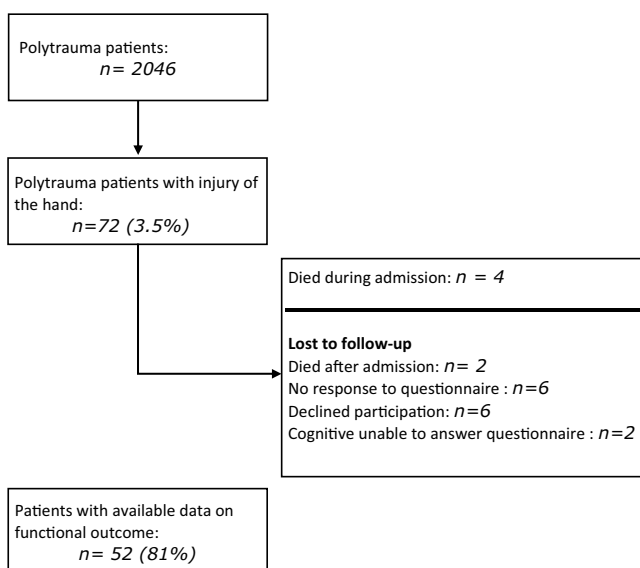 Polytrauma patients:
n= 2046
Polytrauma patients with injury of
the hand:
n=72 (3.5%)
Died during admission: n = 4
Lost to follow-up
Died after admission: n= 2
No response to questionnaire : n=6
Declined participation: n=6
Cognitive unable to answer questionnaire : n=2
Patients with available data on
functional outcome:
n= 52 (81%)